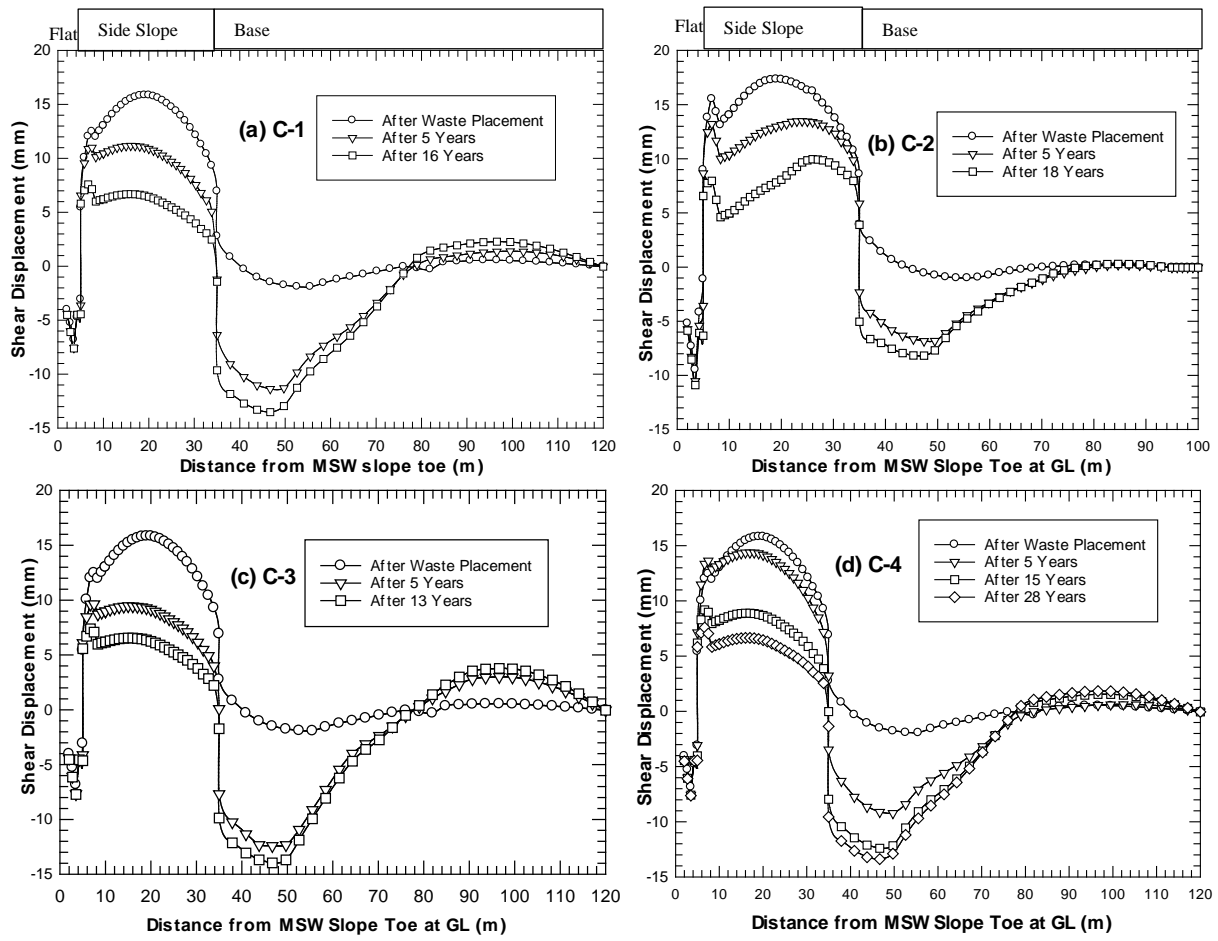 Flat Side Slope Base
20
15
10
5
0
-5
-10
-15
Shear Displacement (mm)
(a) C-1
After Waste Placement
After 5 Years
After 16 Years
0 10 20 30 40 50 60 70 80 90 100 110 120
Distance from MSW slope toe (m)
Flat Side Slope Base
20
15
10
5
0
-5
-10
-15
Shear Displacement (mm)
(b) C-2
After Waste Placement
After 5 Years
After 18 Years
0 10 20 30 40 50 60 70 80 90 100
Distance from MSW Slope Toe at GL (m)
20
15
10
5
0
-5
-10
-15
Shear Displacement (mm)
(c) C-3
After Waste Placement
After 5 Years
After 13 Years
0 10 20 30 40 50 60 70 80 90 100 110 120
Distance from MSW Slope Toe at GL (m)
20
15
10
5
0
-5
-10
-15
Shear Displacement (mm)
(d) C-4
After Waste Placement
After 5 Years
After 15 Years
After 28 Years
0 10 20 30 40 50 60 70 80 90 100 110 120
Distance from MSW Slope Toe at GL (m)